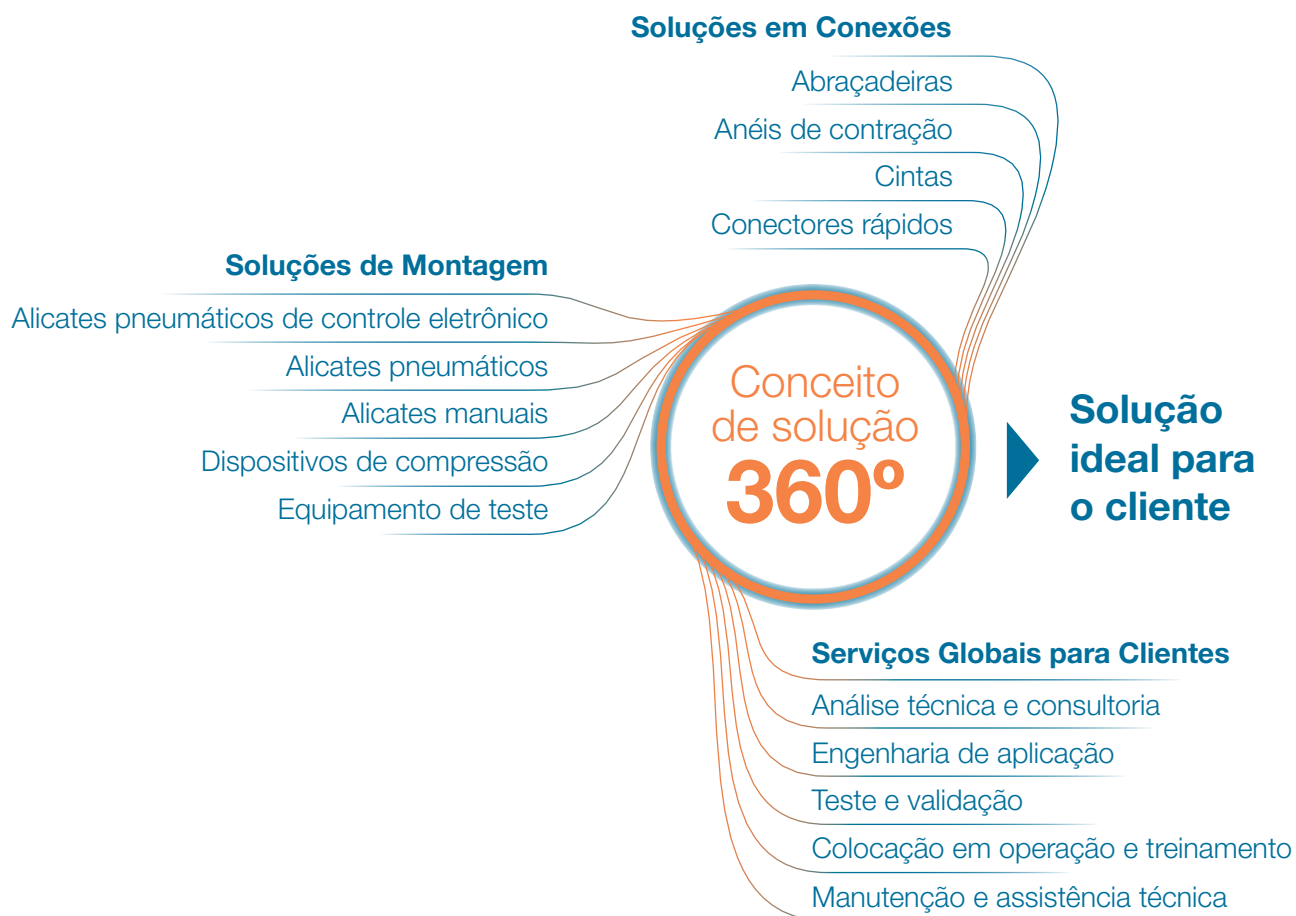 Soluções em Conexões
Abraçadeiras
Anéis de contração
Cintas
Conectores rápidos
Soluções de Montagem
Alicates pneumáticos de controle eletrônico
Alicates pneumáticos
Alicates manuais
Dispositivos de compressão
Equipamento de teste
Conceito
de solução
360º
Solução
ideal para
o cliente
Serviços Globais para Clientes
Análise técnica e consultoria
Engenharia de aplicação
Teste e validação
Colocação em operação e treinamento
Manutenção e assistência técnica